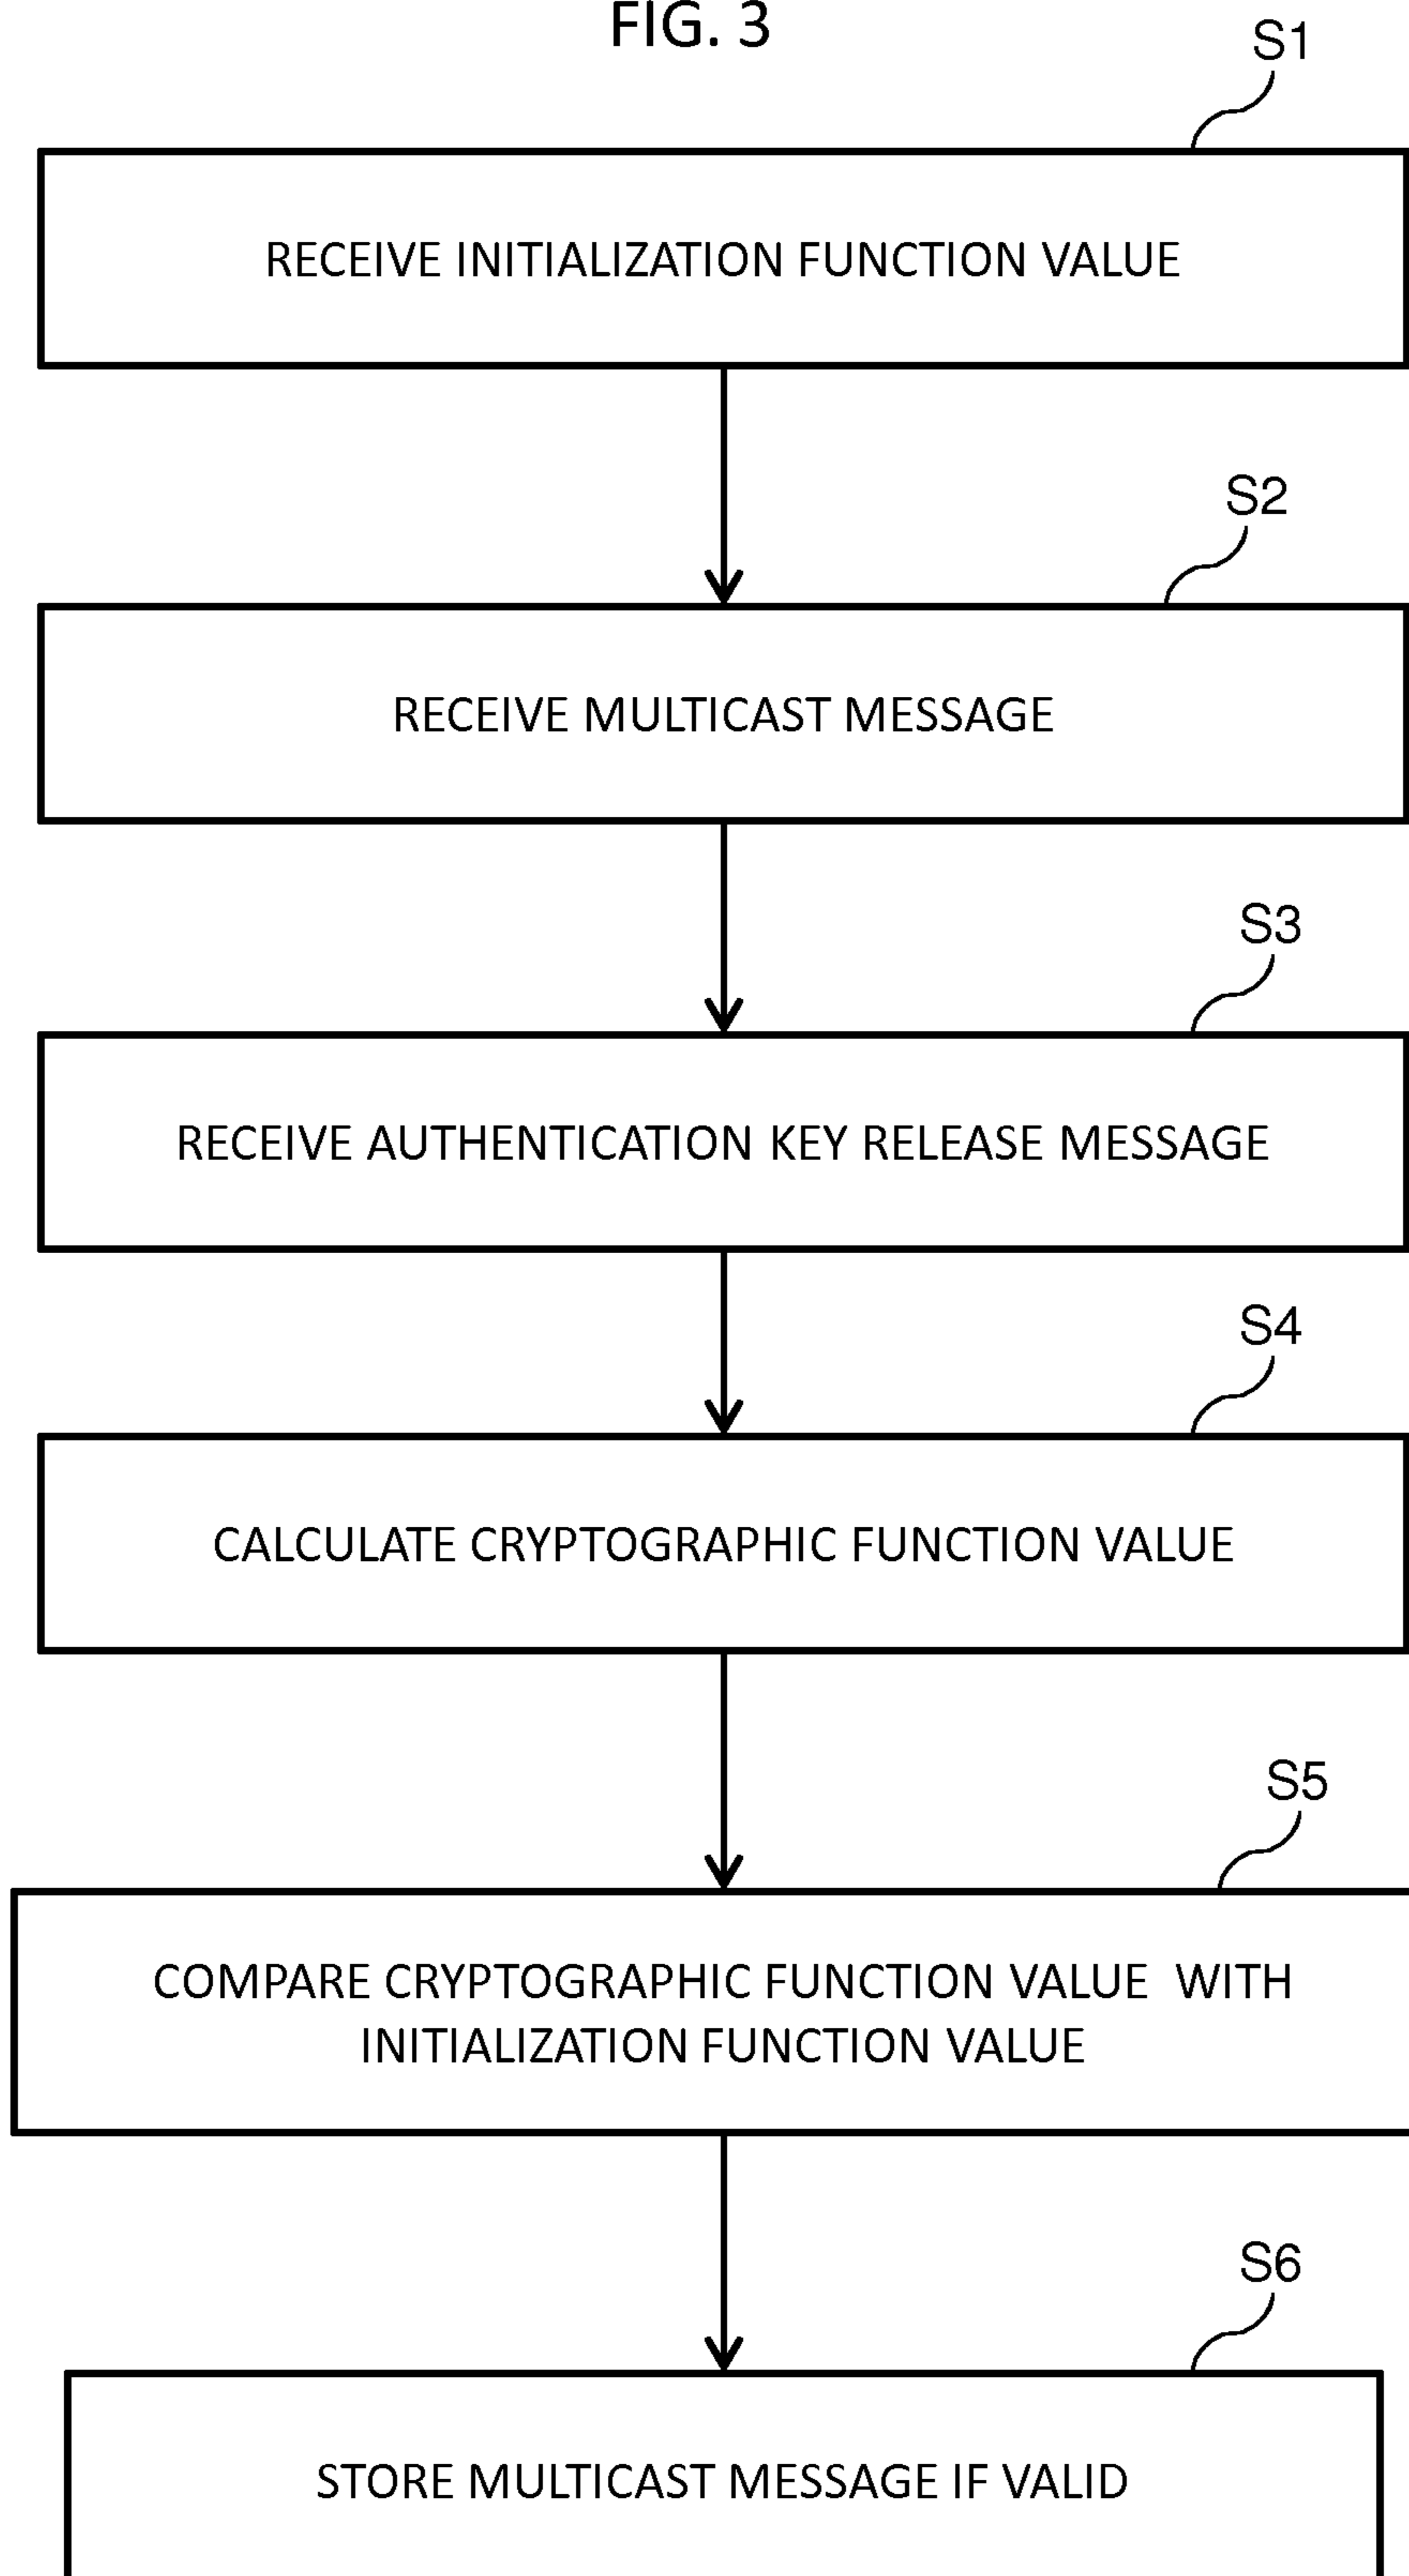 FIG. 3
S1
RECEIVE INITIALIZATION FUNCTION VALUE
S2
RECEIVE MULTICAST MESSAGE
S3
RECEIVE AUTHENTICATION KEY RELEASE MESSAGE
S4
CALCULATE CRYPTOGRAPHIC FUNCTION VALUE
S5
COMPARE CRYPTOGRAPHIC FUNCTION VALUE WITH
INITIALIZATION FUNCTION VALUE
S6
STORE MULTICAST MESSAGE IF VALID